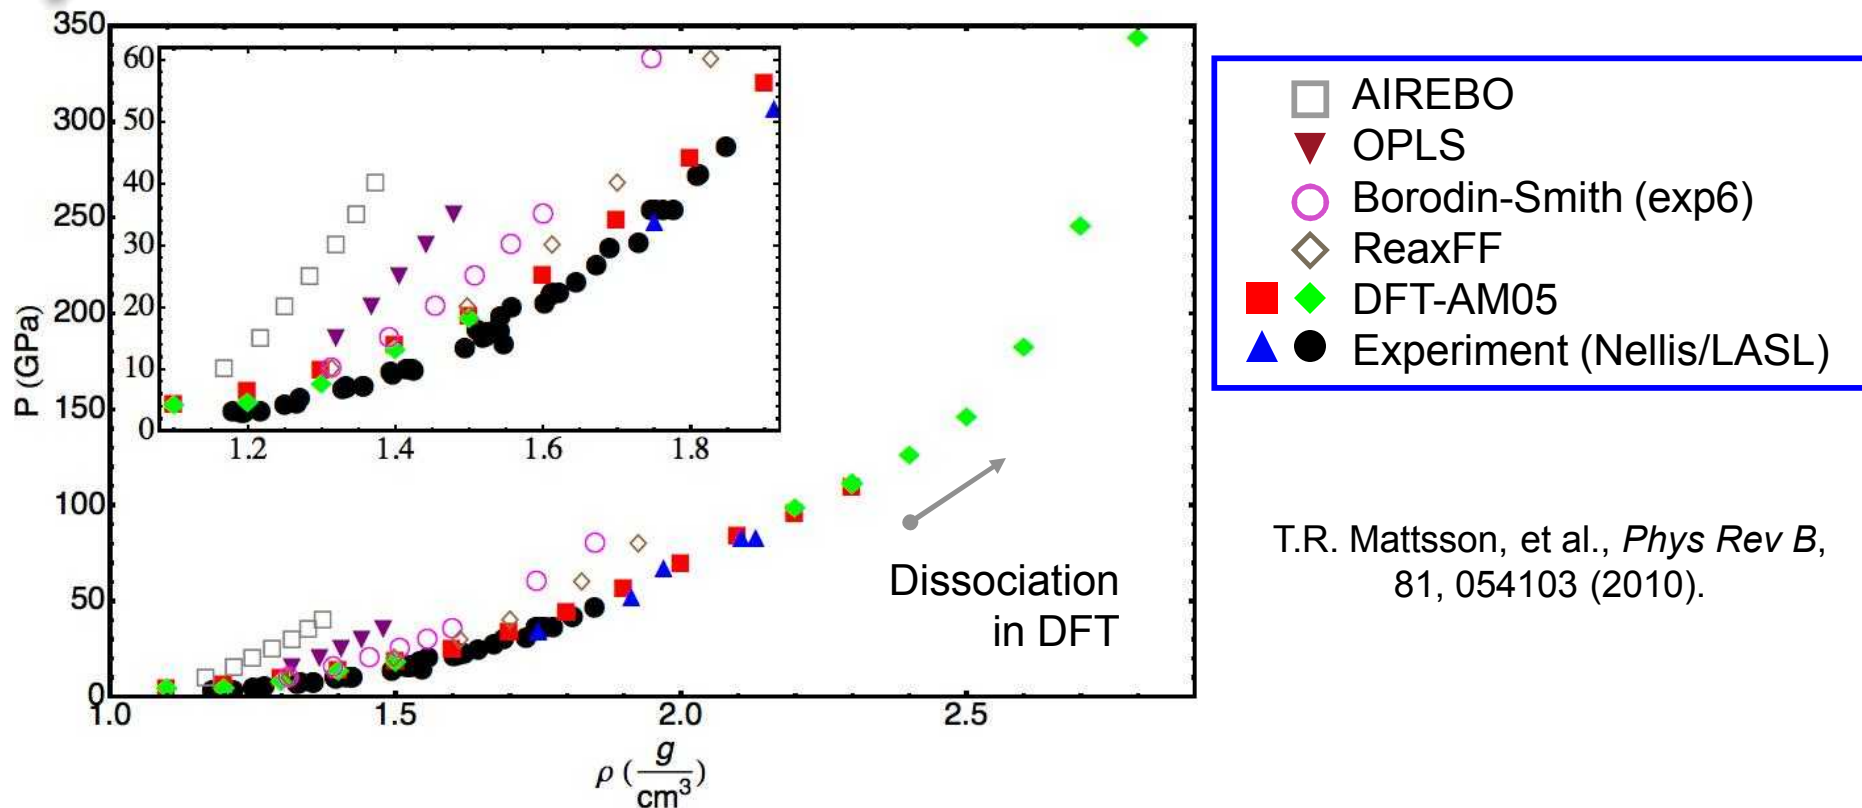 350
300
250
200
150
100
50
0
P (GPa)
60
50
40
30
20
10
0
1.2 1.4 1.6 1.8
1.0 1.5 2.0 2.5
ρ (g/cm³)
Dissociation
in DFT
AIREBO
OPLS
Borodin-Smith (exp6)
ReaxFF
DFT-AM05
Experiment (Nellis/LASL)
T.R. Mattsson, et al., Phys Rev B,
81, 054103 (2010).